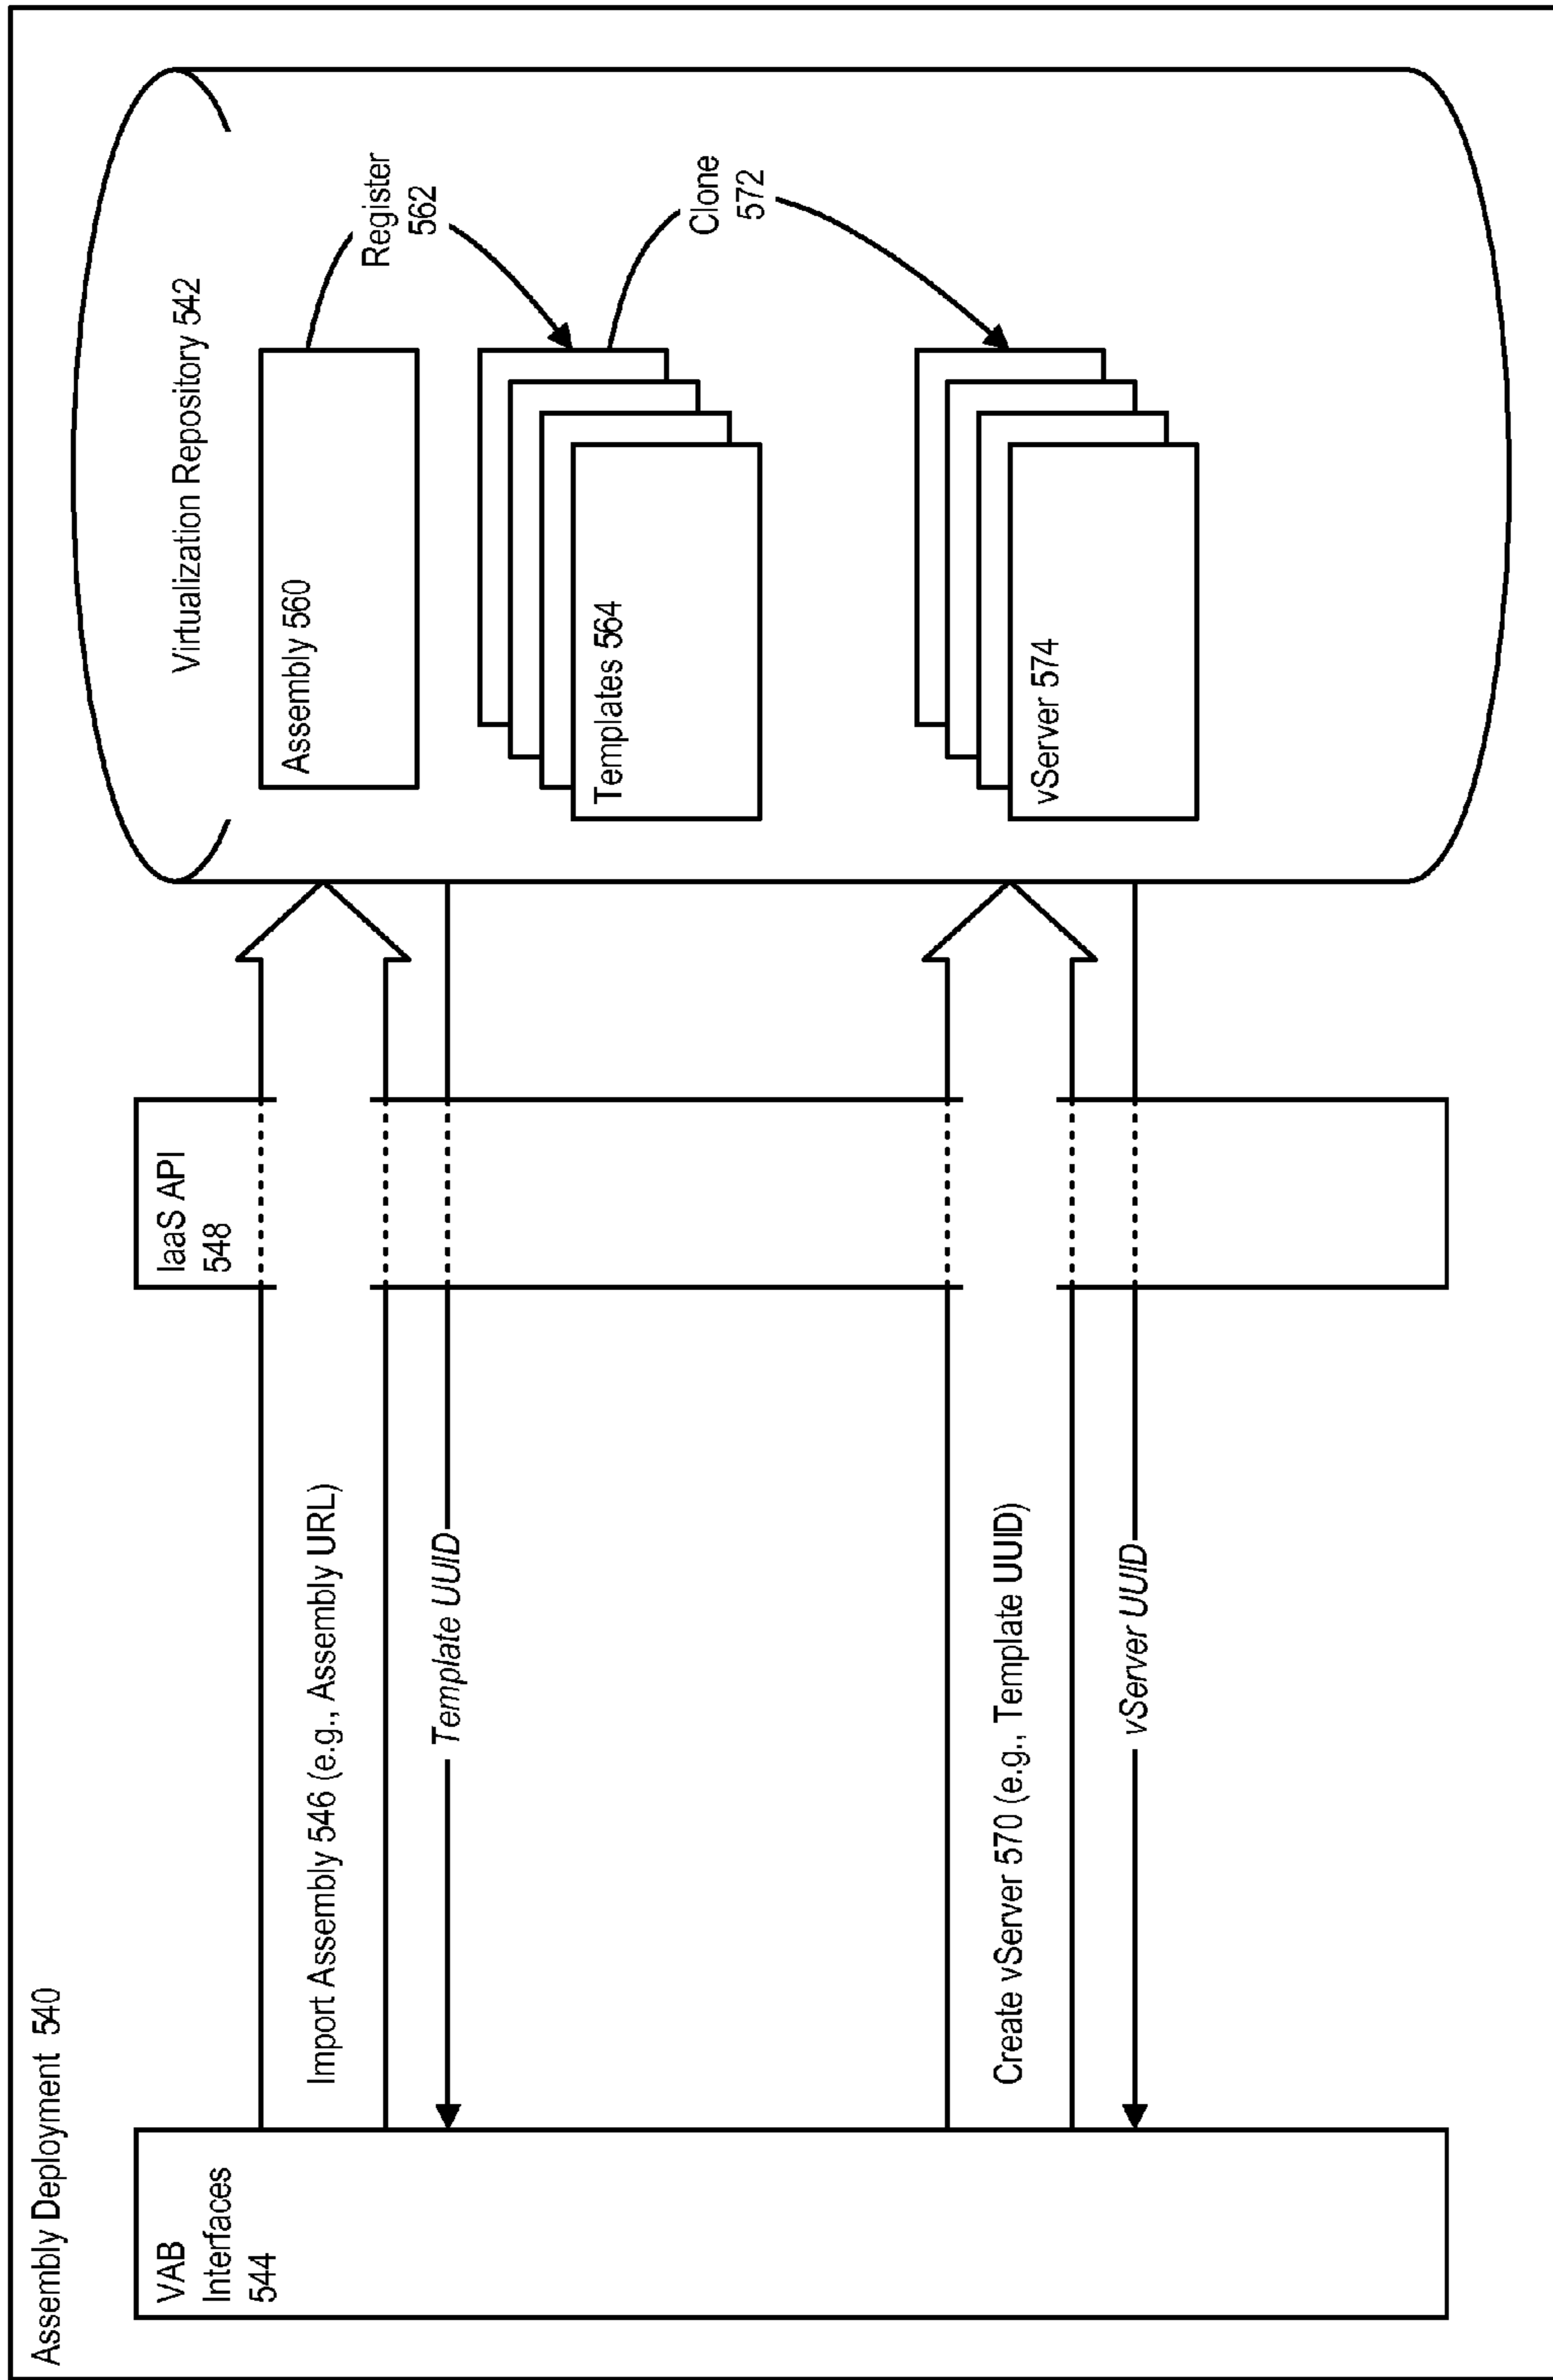 Assembly Deployment 540
VAB
Interfaces
544
Import Assembly 546 (e.g., Assembly URL)
Template UUID
Create vServer 570 (e.g., Template UUID)
vServer UUID
IaaS API
548
Virtualization Repository 542
Assembly 560
Register
562
Templates 564
Clone
572
vServer 574